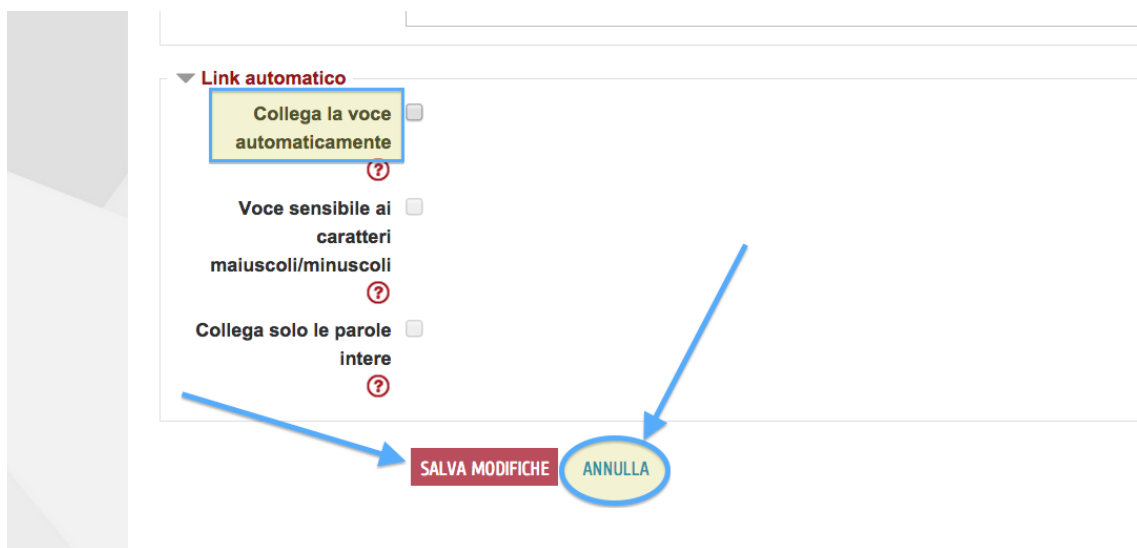 Link automatico
Collega la voce
automaticamente
?
Voce sensibile ai
caratteri
maiuscoli/minuscoli
?
Collega solo le parole
intere
?
SALVA MODIFICHE ANNULLA